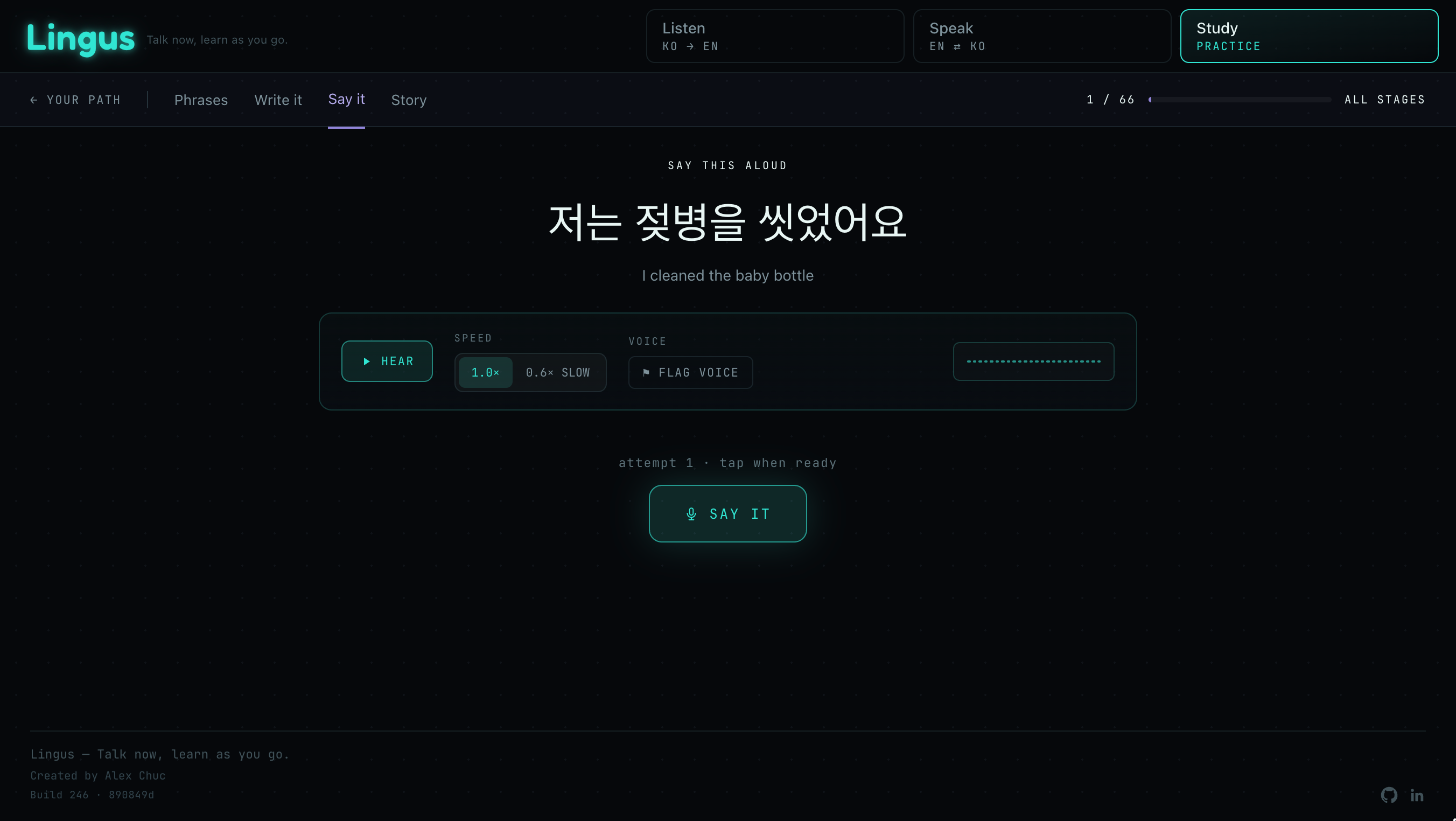 Lingus
Talk now, learn as you go.
Listen
KO → EN
Speak
EN ⇄ KO
Study
PRACTICE
← YOUR PATH
Phrases
Write it
Say it
Story
1 / 66
ALL STAGES
SAY THIS ALOUD
저는 젖병을 씻었어요
I cleaned the baby bottle
▶ HEAR
SPEED
1.0×
0.6× SLOW
VOICE
⚑ FLAG VOICE
attempt 1 · tap when ready
SAY IT
Lingus — Talk now, learn as you go.
Created by Alex Chuc
Build 246 · 890849d